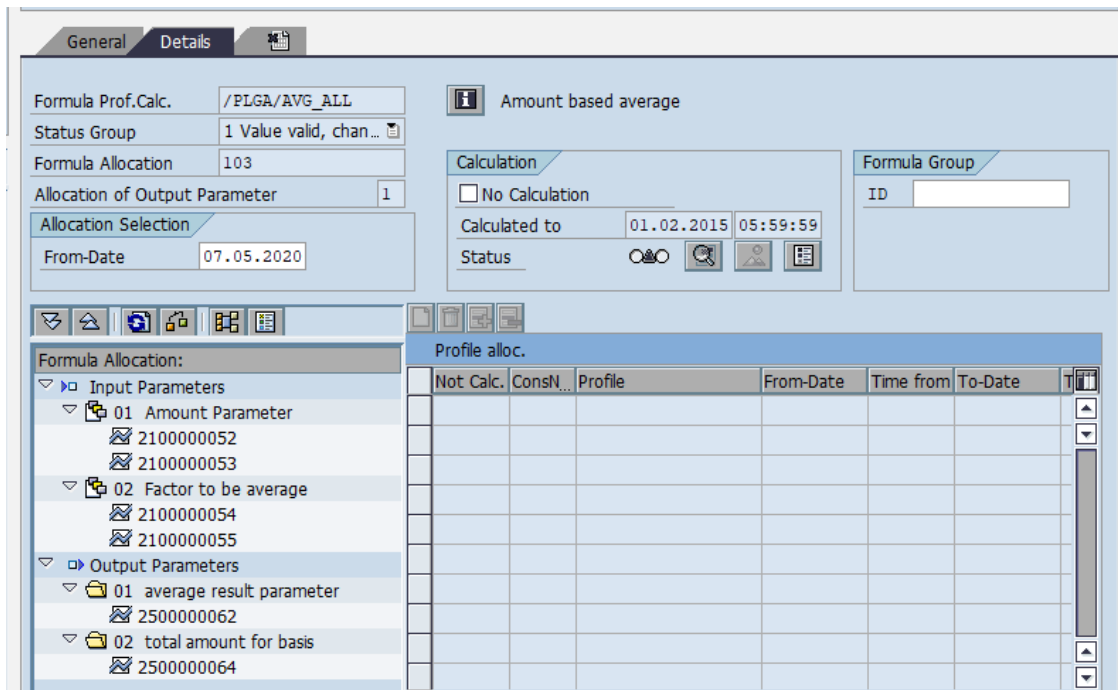 General Details
Formula Prof.Calc. /PLGA/AVG_ALL Amount based average
Status Group 1 Value valid, chan...
Formula Allocation 103
Allocation of Output Parameter 1
Allocation Selection
From-Date 07.05.2020
Calculation
No Calculation
Calculated to 01.02.2015 05:59:59
Status
Formula Group
ID
Formula Allocation:
Input Parameters
01 Amount Parameter
2100000052
2100000053
02 Factor to be average
2100000054
2100000055
Output Parameters
01 average result parameter
2500000062
02 total amount for basis
2500000064
Profile alloc.
Not Calc. ConsN... Profile From-Date Time from To-Date T